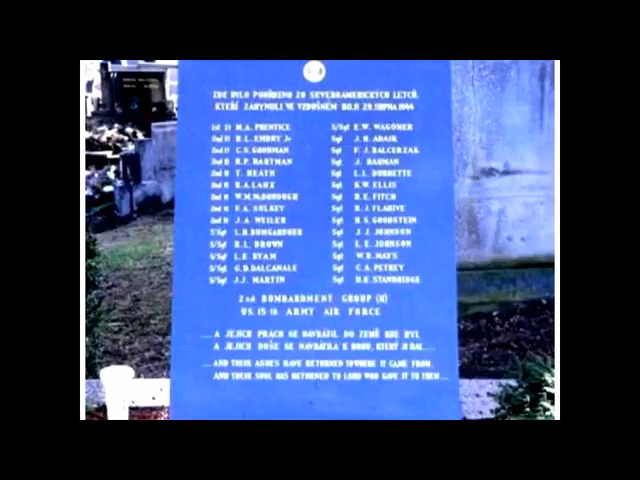 ZDE BYLO POHŘBENO 28 SEVEROAMERICKÝCH LETCŮ,
KTEŘÍ ZAHYNULI VE VZDUŠNÉM BOJI 29. SRPNA 1944
1st Lt W.A. PRENTICE S/Sgt E.W. WAGONER
2nd Lt R.L. EMBRY Jr Sgt J.H. ADAIR
2nd Lt C.S. GOODMAN Sgt F.J. BALCERZAK
2nd Lt R.P. HARTMAN Sgt J. BAUMAN
2nd Lt T. HEATH Sgt L.L. DURRETTE
2nd Lt R.A. LAUX Sgt K.W. ELLIS
2nd Lt W.M. McDONOUGH Sgt R.E. FITCH
2nd Lt F.A. SULKEY Sgt R.J. FLAHIVE
2nd Lt J.A. WEILER Sgt H.S. GOODSTEIN
T/Sgt L.H. BUMGARDNER Sgt J.J. JOHNSON
S/Sgt R.L. BROWN Sgt L.E. JOHNSON
S/Sgt L.E. BYAM Sgt W.R. MAYS
S/Sgt G.D. DALCANALE Sgt C.A. PETREY
S/Sgt J.J. MARTIN Sgt D.E. STANDRIDGE
2nd BOMBARDMENT GROUP (H)
US. 15 th ARMY AIR FORCE
.....A JEJICH PRACH SE NAVRÁTIL DO ZEMĚ KDE BYL
A JEJICH DUŠE SE NAVRÁTILA K BOHU, KTERÝ JI DAL.....
.....AND THEIR ASHES HAVE RETURNED TO WHERE IT CAME FROM
AND THEIR SOUL HAS RETURNED TO LORD WHO GAVE IT TO THEM.....